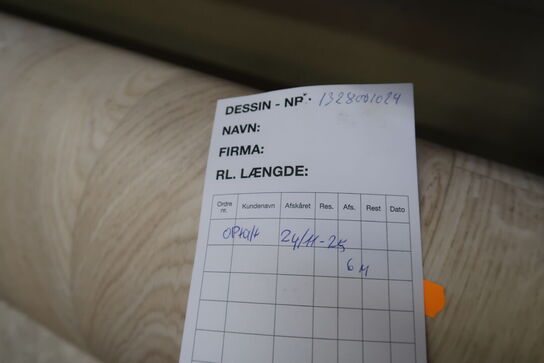 DESSIN - NR: 1328001024
NAVN:
FIRMA:
RL. LÆNGDE:
Ordre nr. Kundenavn Afskåret Res. Afs. Rest Dato
optalt 24/11-25
6 M